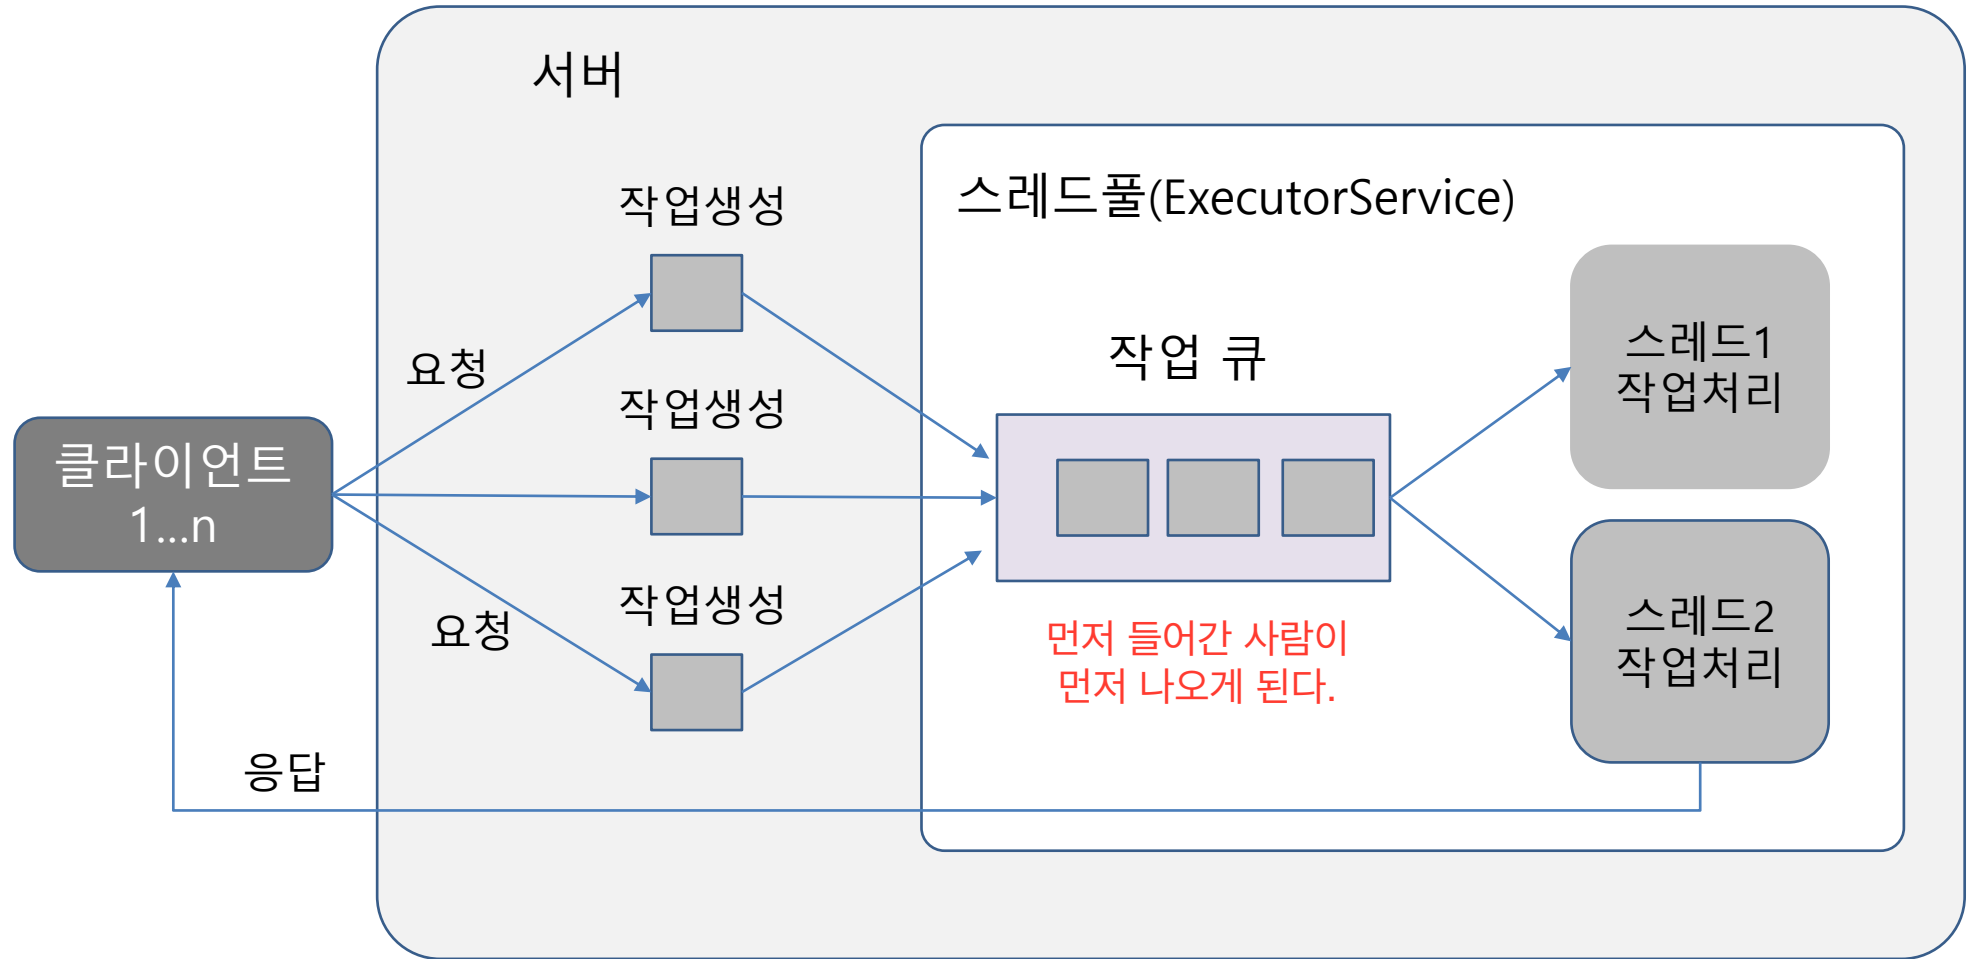 서버
스레드풀(ExecutorService)
작업생성
요청
작업생성
작업 큐
스레드1
작업처리
클라이언트
1...n
작업생성
요청
먼저 들어간 사람이
먼저 나오게 된다.
스레드2
작업처리
응답